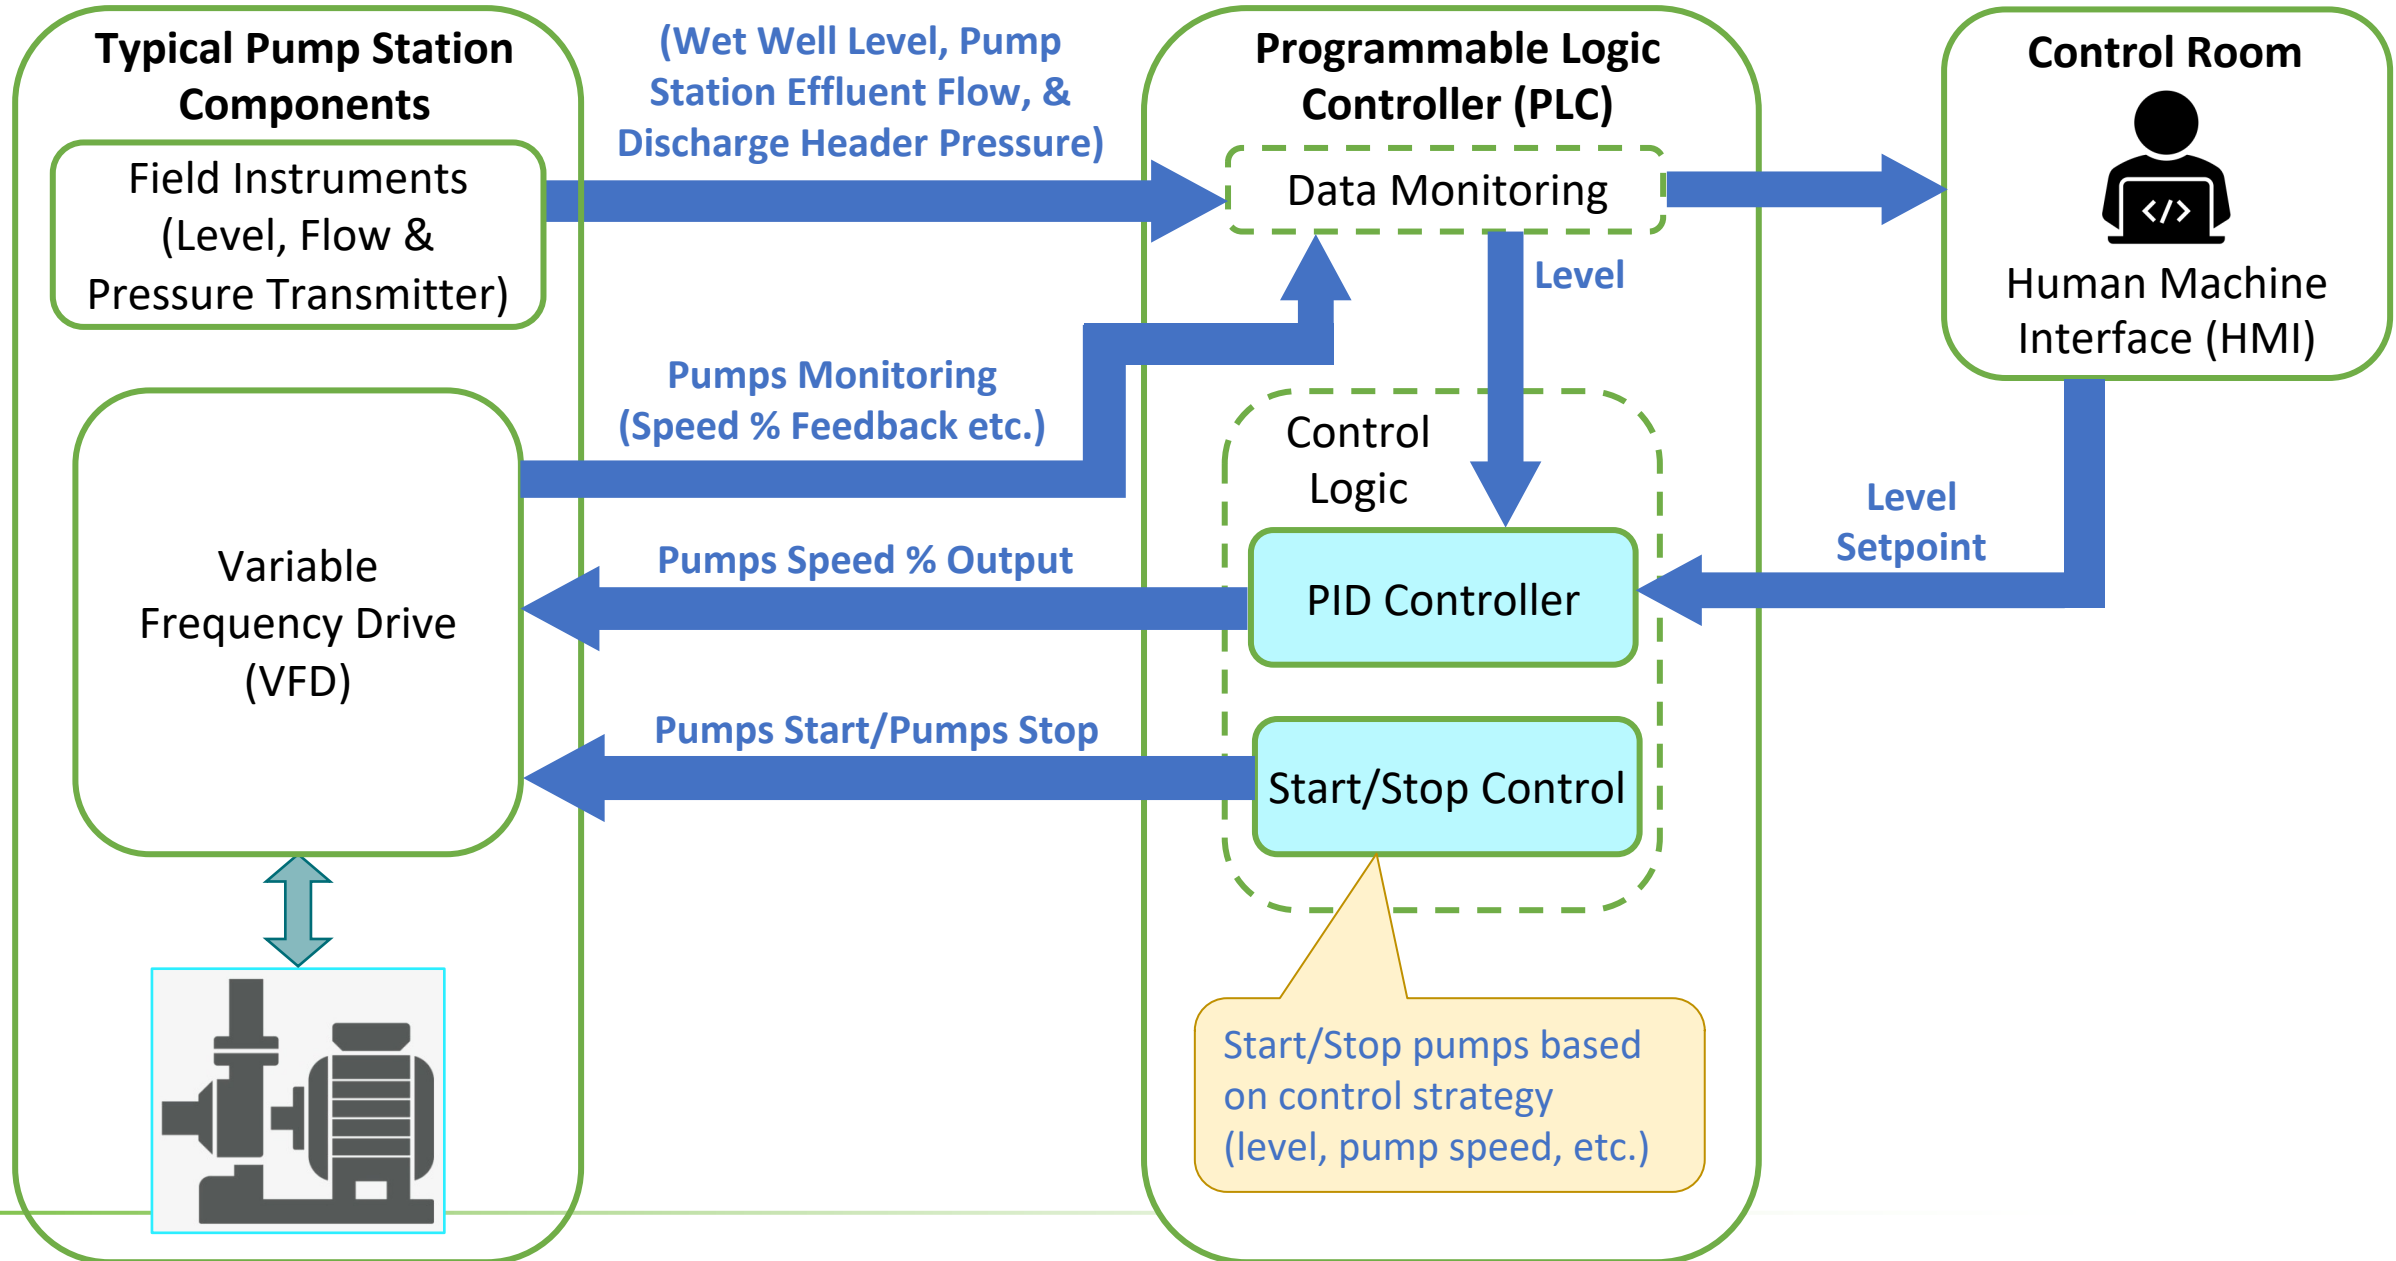 Typical Pump Station
Components
Field Instruments
(Level, Flow &
Pressure Transmitter)
Variable
Frequency Drive
(VFD)
(Wet Well Level, Pump
Station Effluent Flow, &
Discharge Header Pressure)
Pumps Monitoring
(Speed % Feedback etc.)
Pumps Speed % Output
Pumps Start/Pumps Stop
Programmable Logic
Controller (PLC)
Data Monitoring
Level
Control
Logic
PID Controller
Start/Stop Control
Start/Stop pumps based
on control strategy
(level, pump speed, etc.)
Control Room
</>
Human Machine
Interface (HMI)
Level
Setpoint